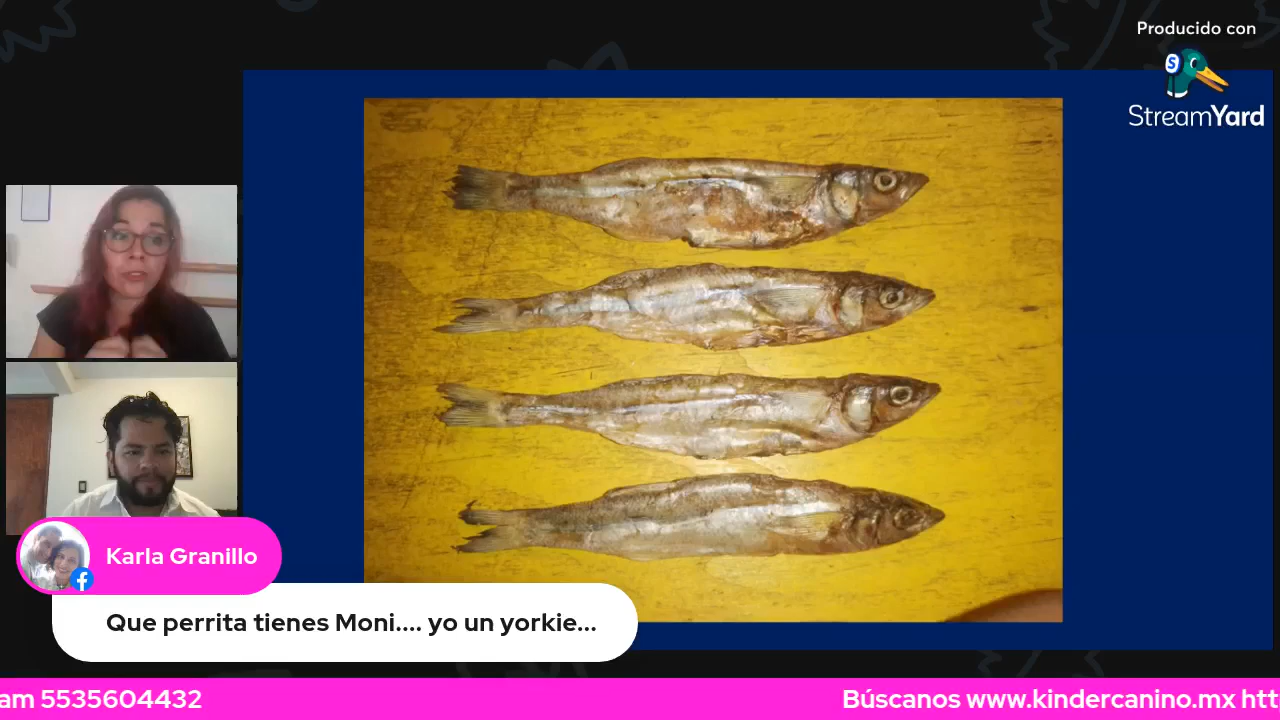 Producido con
StreamYard
Karla Granillo
Que perrita tienes Moni.... yo un yorkie...
am 5535604432
Búscanos www.kindercanino.mx htt